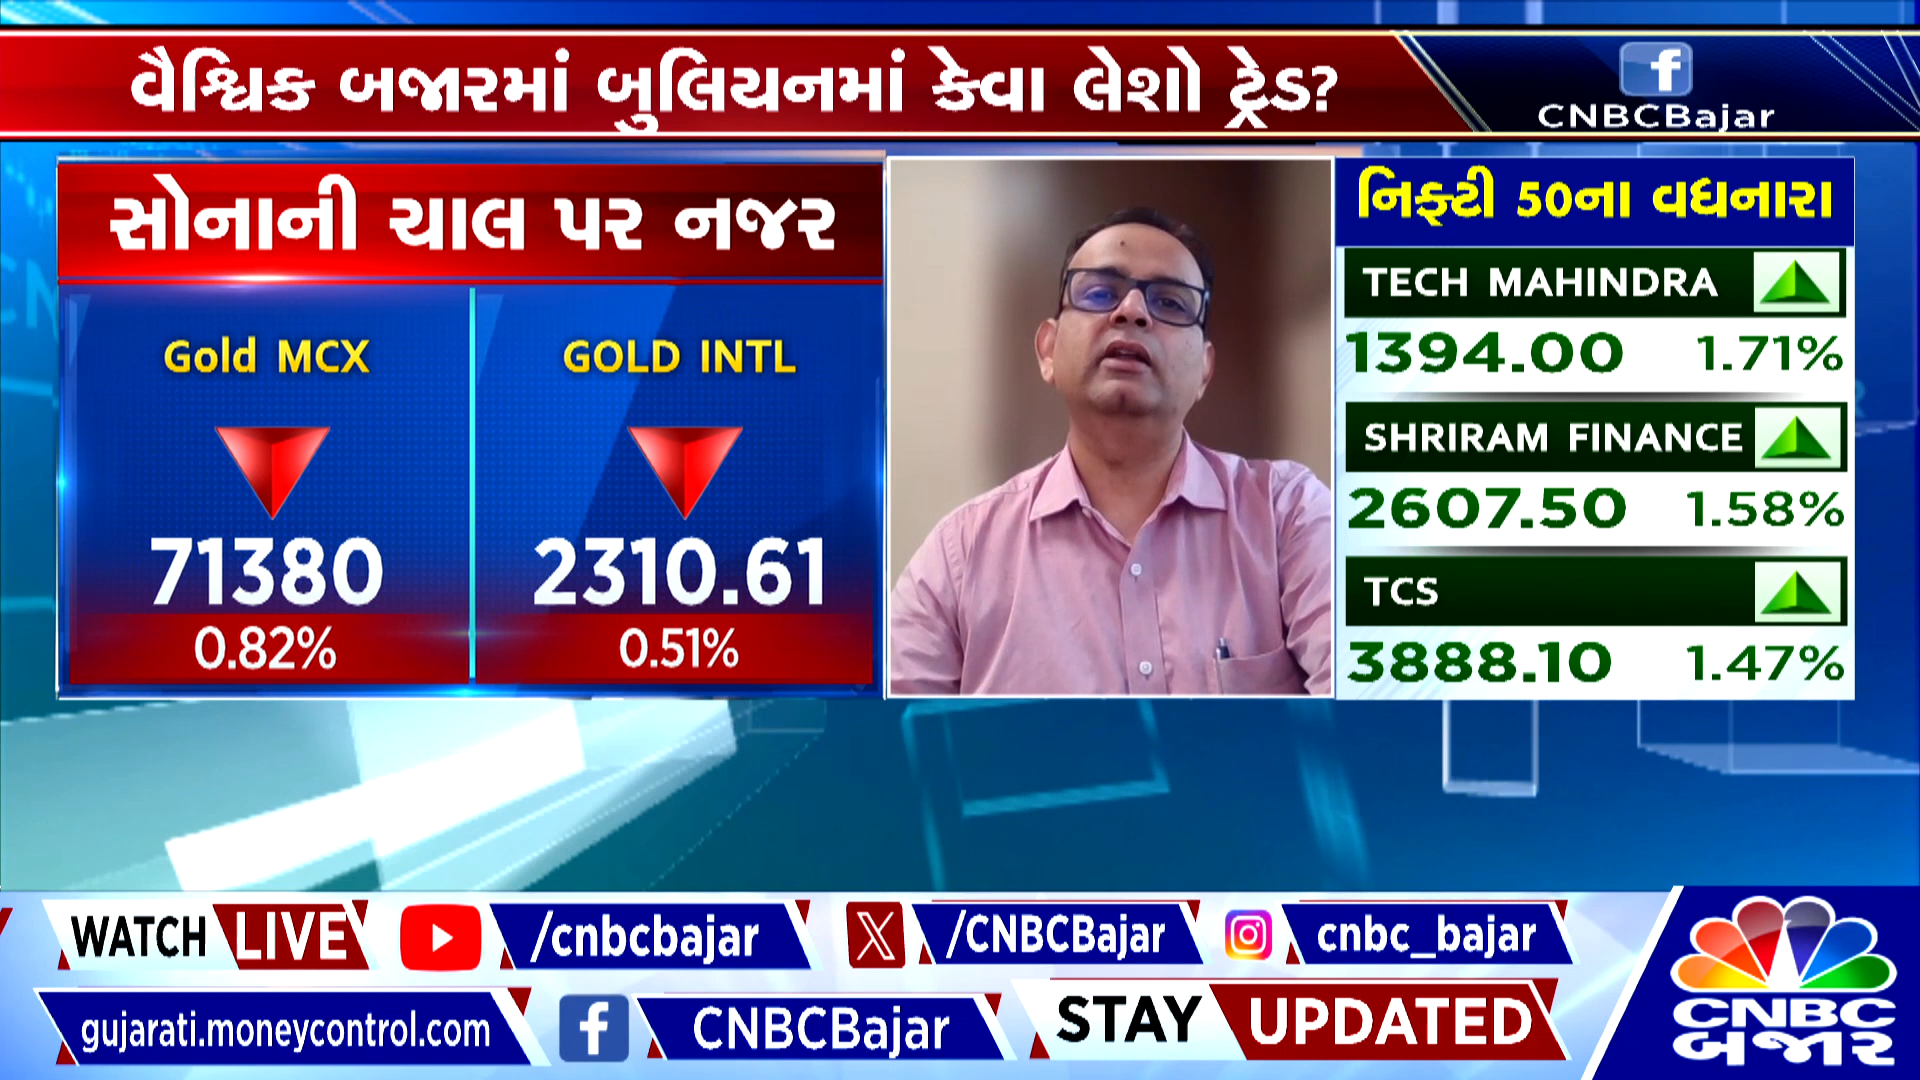 વૈશ્વિક બજારમાં બુલિયનમાં કેવા લેશો ટ્રેડ?
CNBCBajar
સોનાની ચાલ પર નજર
Gold MCX
71380
0.82%
GOLD INTL
2310.61
0.51%
નિફ્ટી 50ના વધનારા
TECH MAHINDRA
1394.00 1.71%
SHRIRAM FINANCE
2607.50 1.58%
TCS
3888.10 1.47%
WATCH LIVE /cnbcbajar /CNBCBajar cnbc_bajar
gujarati.moneycontrol.com CNBCBajar STAY UPDATED
CNBC
બજાર